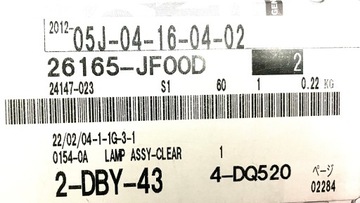 2012-05J-04-16-04-02
26165-JF00D 2
24147-023 S1 60 1 0.22 KG
22/02/04-1-1G-3-1
0154-0A LAMP ASSY-CLEAR 1
2-DBY-43 4-DQ520 ページ
02284